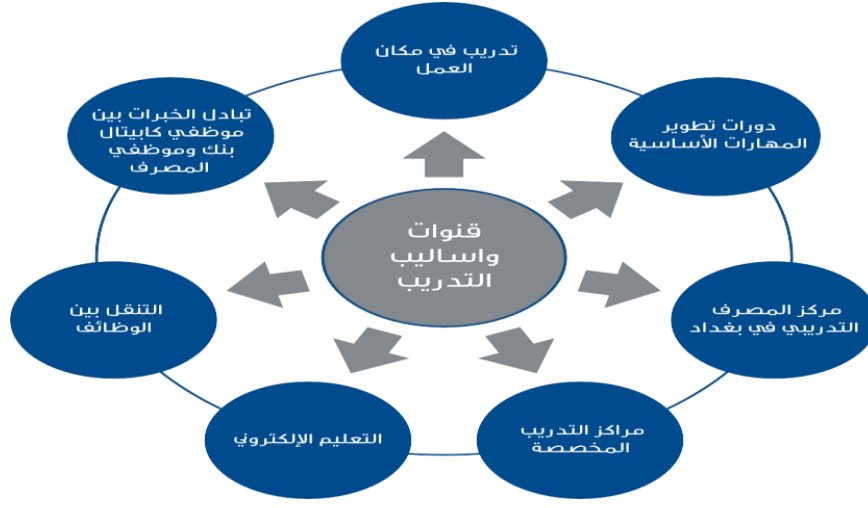 تدريب في مكان
العمل
دورات تطوير
المهارات الأساسية
مركز المصرف
التدريبي في بغداد
مراكز التدريب
المخصصة
التعليم الإلكتروني
التنقل بين
الوظائف
تبادل الخبرات بين
موظفي كابيتال
بنك وموظفي
المصرف
قنوات
واساليب
التدريب